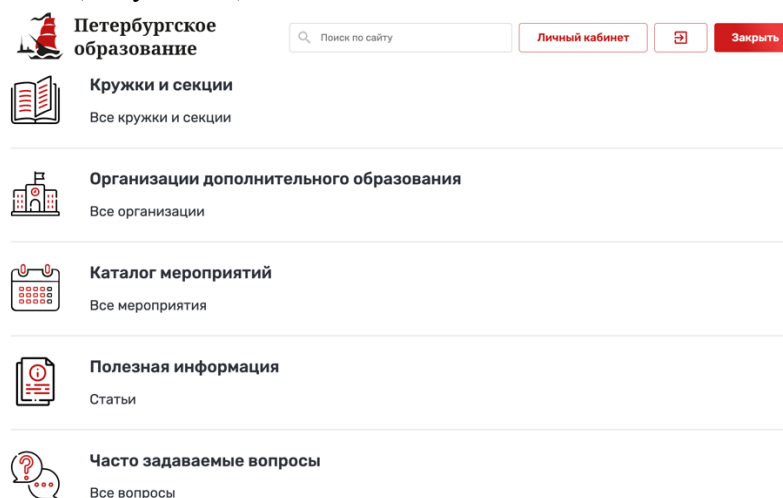 Петербургское
образование
Поиск по сайту
Личный кабинет
Закрыть
Кружки и секции
Все кружки и секции
Организации дополнительного образования
Все организации
Каталог мероприятий
Все мероприятия
Полезная информация
Статьи
Часто задаваемые вопросы
Все вопросы